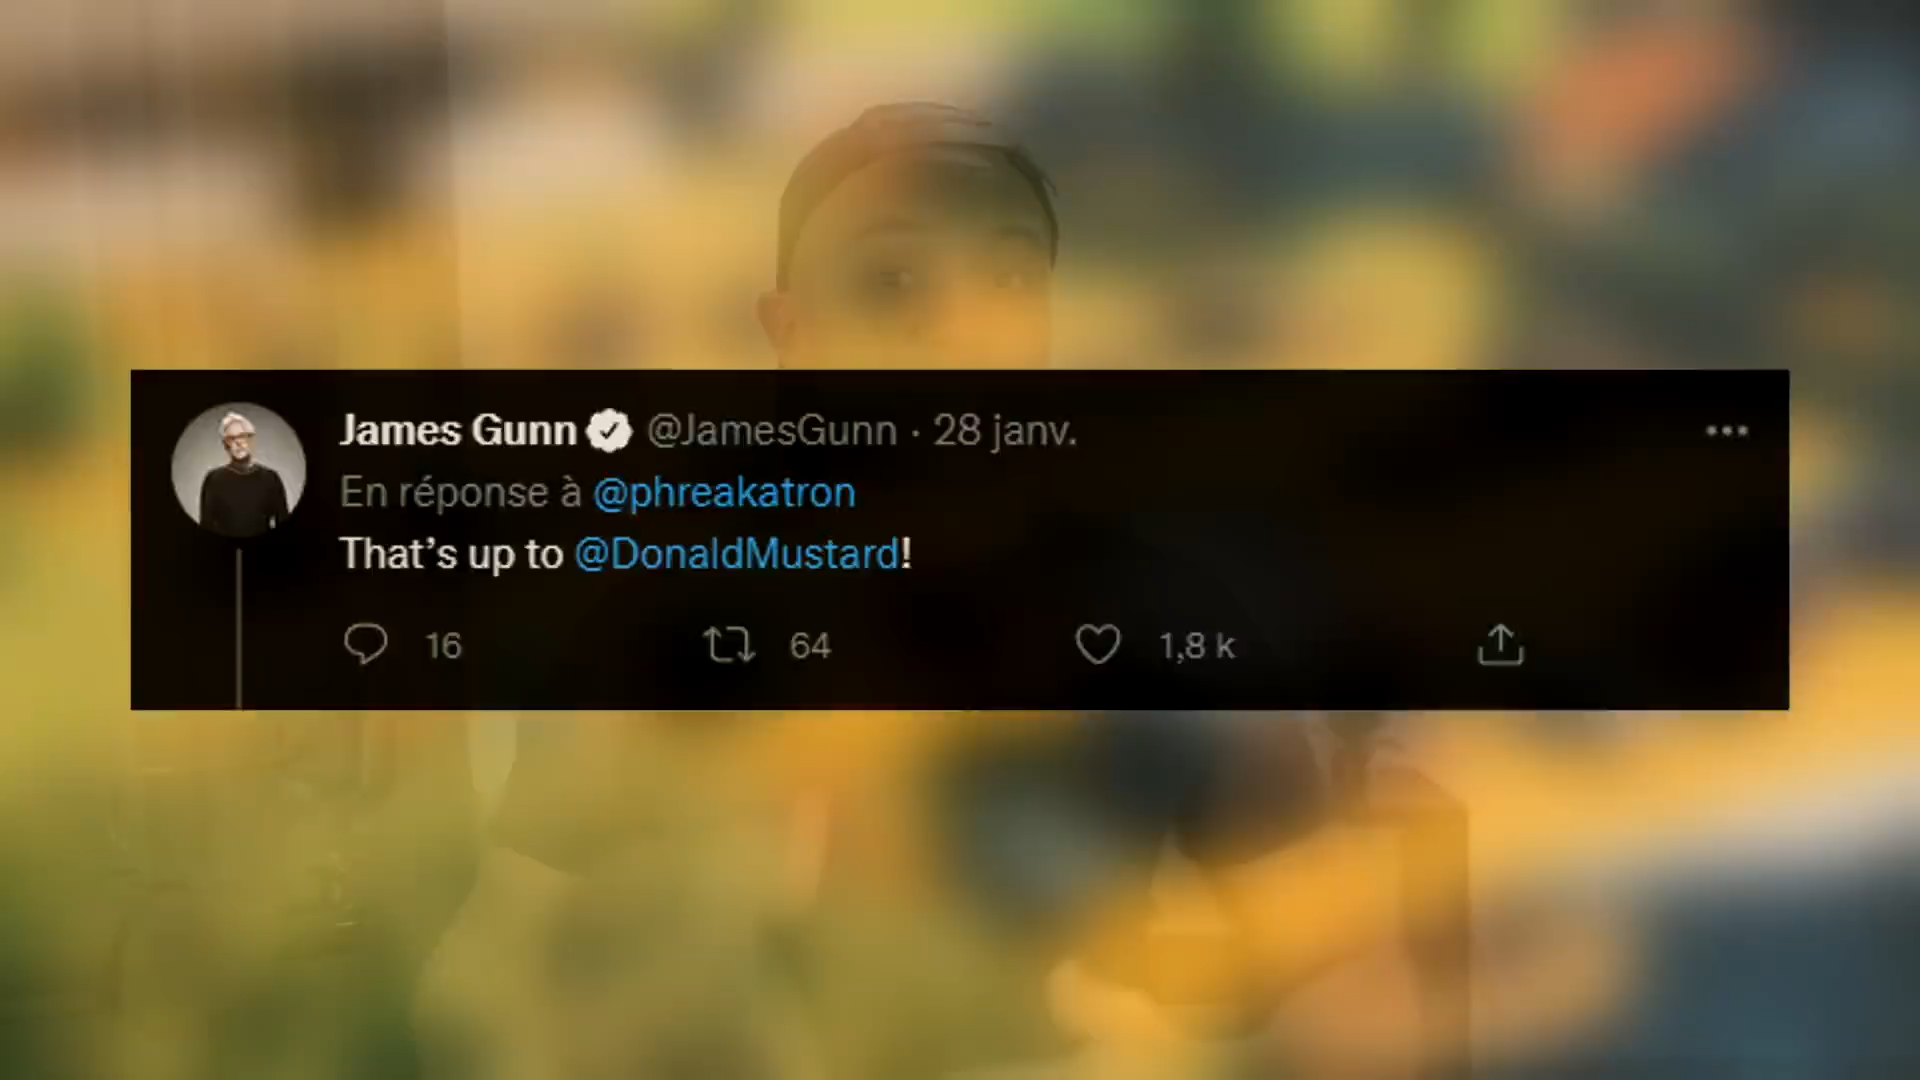 James Gunn @JamesGunn · 28 janv.
En réponse à @phreakatron
That’s up to @DonaldMustard!
16 64 1,8 k